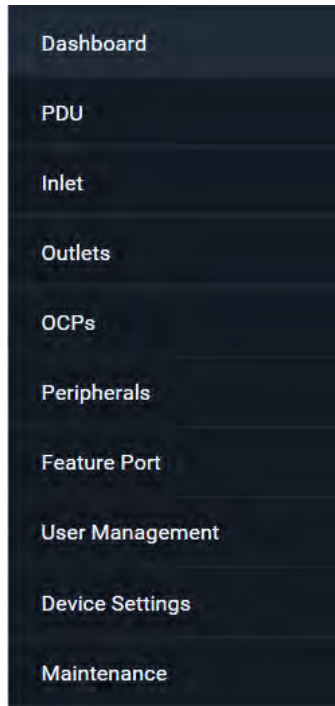 Dashboard
PDU
Inlet
Outlets
OCPs
Peripherals
Feature Port
User Management
Device Settings
Maintenance